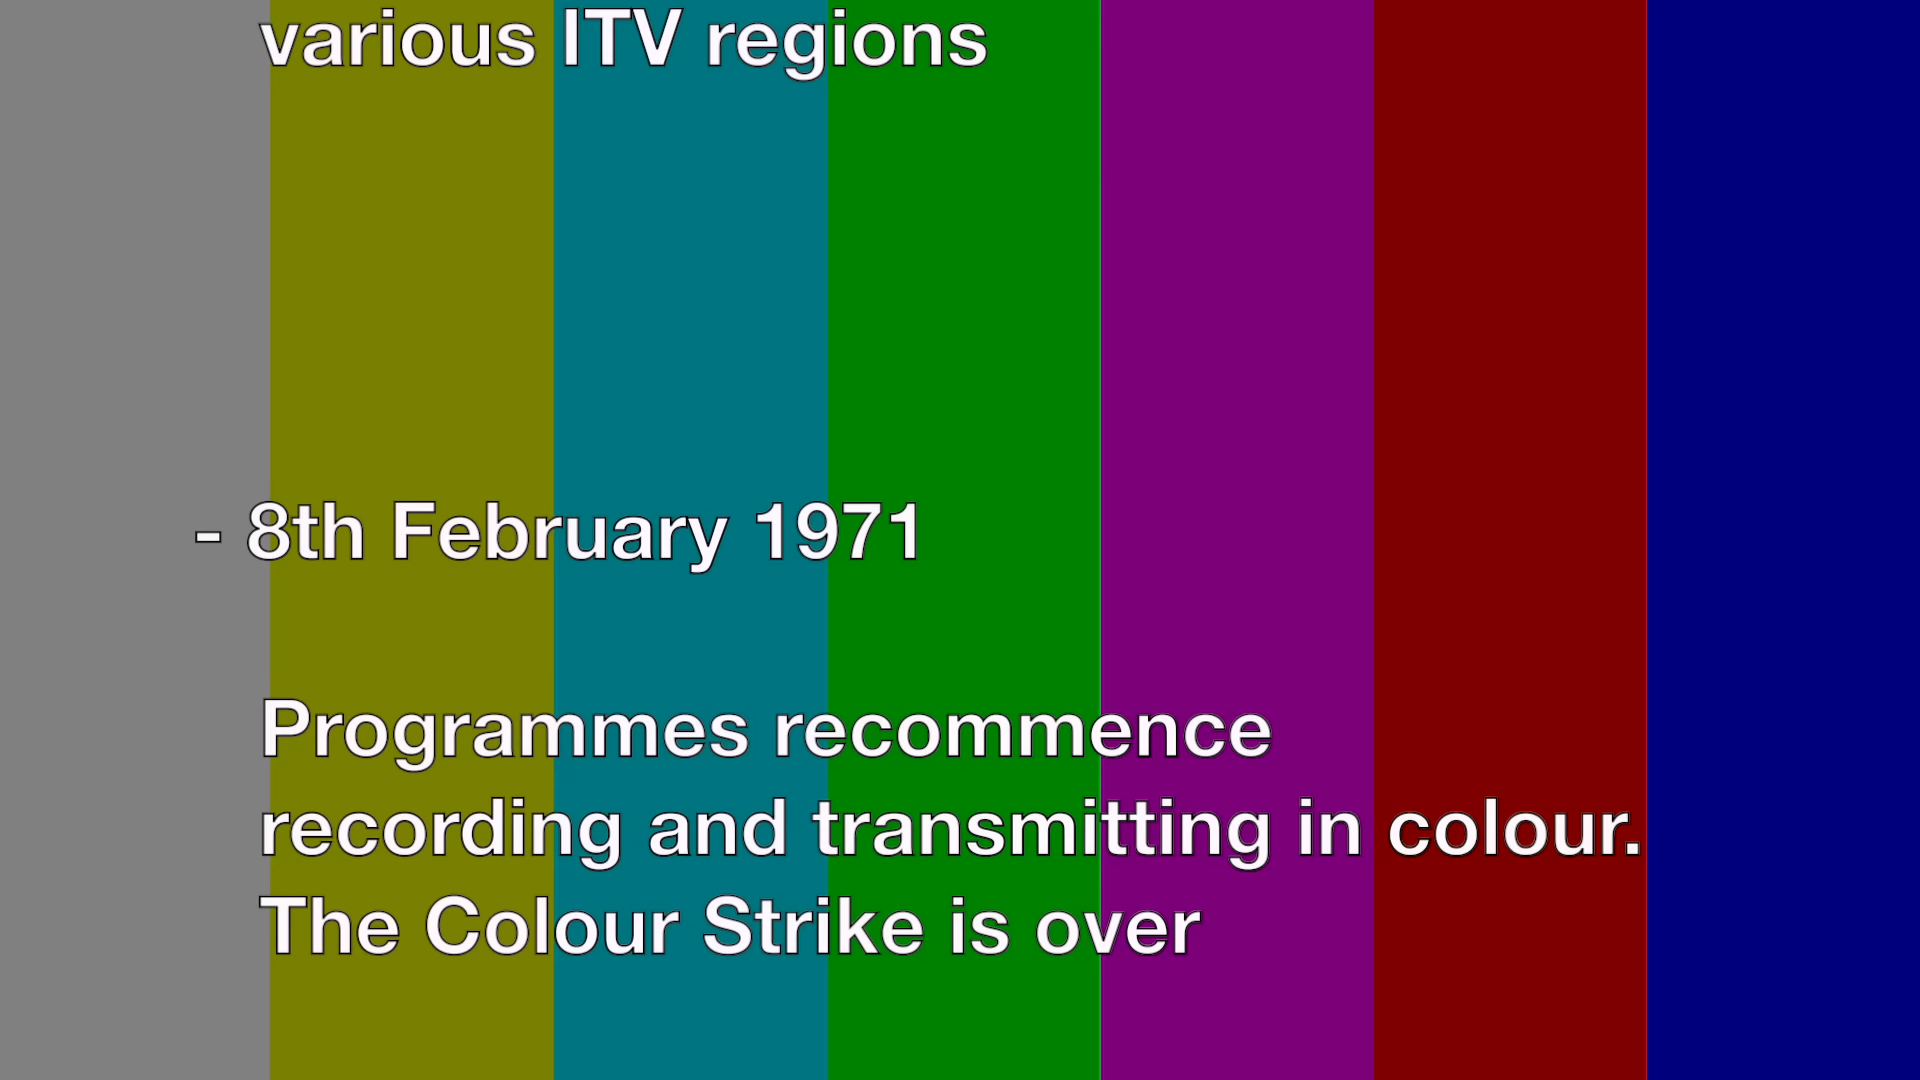 various ITV regions
- 8th February 1971
Programmes recommence
recording and transmitting in colour.
The Colour Strike is over